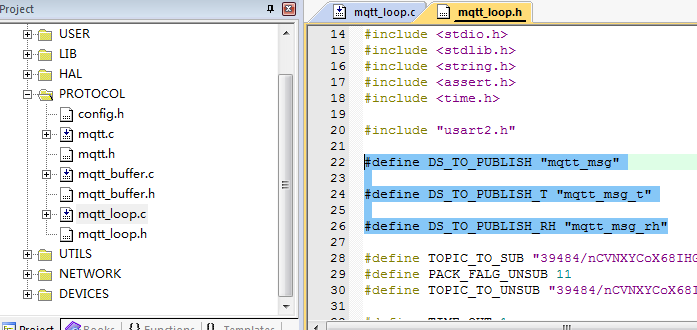 Project
USER
LIB
HAL
PROTOCOL
config.h
mqtt.c
mqtt.h
mqtt_buffer.c
mqtt_buffer.h
mqtt_loop.c
mqtt_loop.h
UTILS
NETWORK
DEVICES
Project
Books
{} Functions
Templates
mqtt_loop.c
mqtt_loop.h
14 #include <stdio.h>
15 #include <stdlib.h>
16 #include <string.h>
17 #include <assert.h>
18 #include <time.h>
19
20 #include "usart2.h"
21
22 #define DS_TO_PUBLISH "mqtt_msg"
23
24 #define DS_TO_PUBLISH_T "mqtt_msg_t"
25
26 #define DS_TO_PUBLISH_RH "mqtt_msg_rh"
27
28 #define TOPIC_TO_SUB "39484/nCVNXYCoX68IHG
29 #define PACK_FALG_UNSUB 11
30 #define TOPIC_TO_UNSUB "39484/nCVNXYCoX68I
31